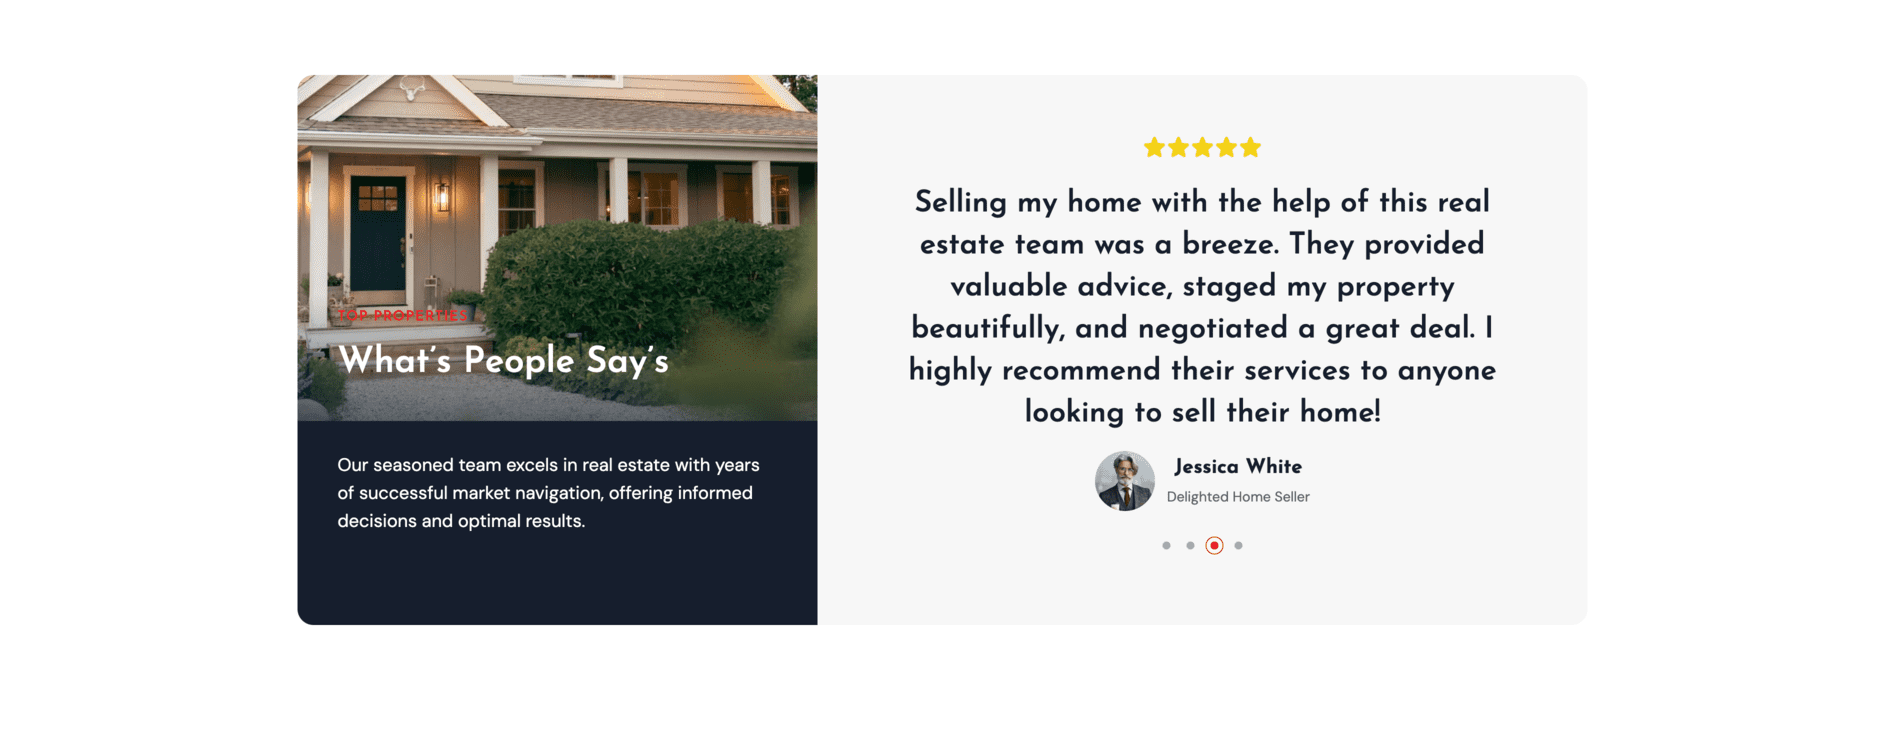 TOP PROPERTIES
What's People Say's
Our seasoned team excels in real estate with years
of successful market navigation, offering informed
decisions and optimal results.
Selling my home with the help of this real
estate team was a breeze. They provided
valuable advice, staged my property
beautifully, and negotiated a great deal. I
highly recommend their services to anyone
looking to sell their home!
Jessica White
Delighted Home Seller